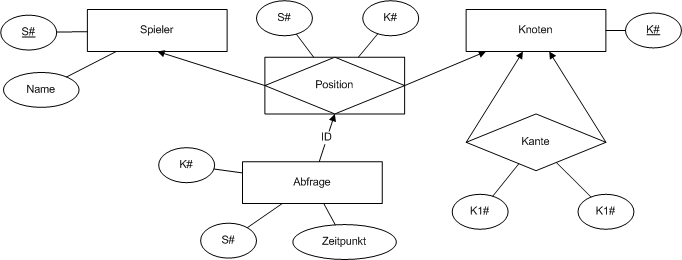 S#
Spieler
S#
K#
Knoten
K#
Name
Position
ID
Kante
K#
Abfrage
K1#
K1#
S#
Zeitpunkt